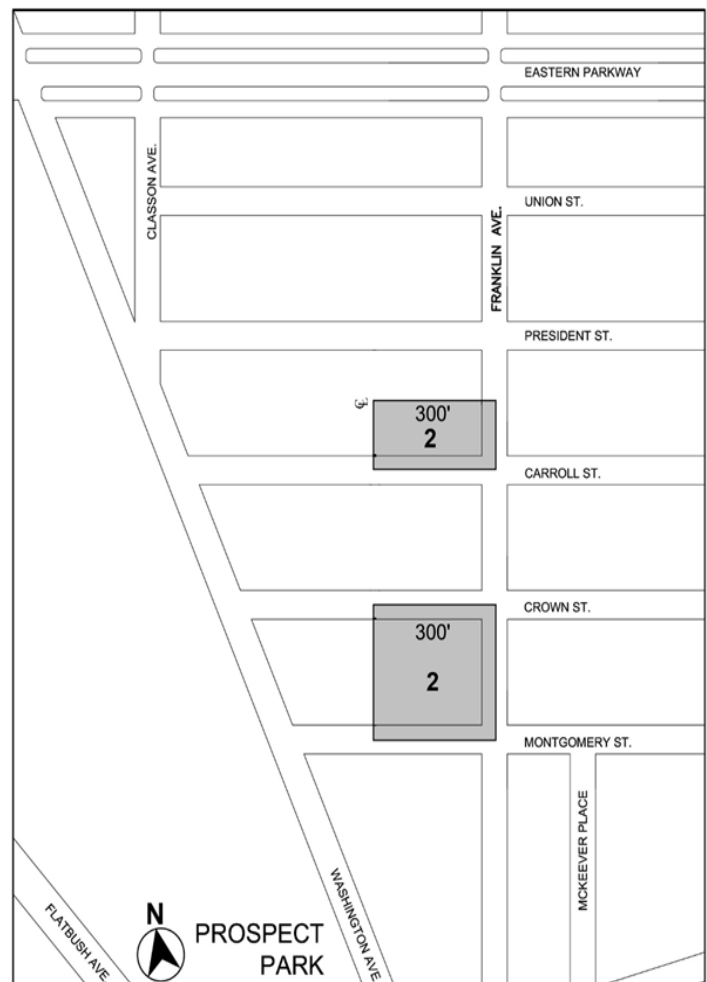 EASTERN PARKWAY
CLASSON AVE.
UNION ST.
FRANKLIN AVE.
PRESIDENT ST.
℄
300'
2
CARROLL ST.
CROWN ST.
300'
2
MONTGOMERY ST.
MCKEEVER PLACE
WASHINGTON AVE
FLATBUSH AVE.
N
PROSPECT
PARK